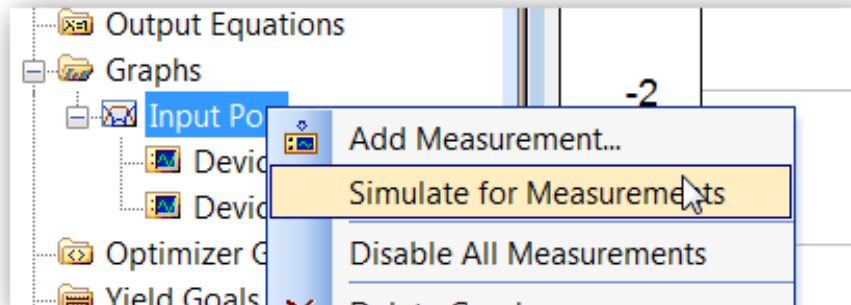 Output Equations
Graphs
-2
Input Po
Add Measurement...
Devic
Simulate for Measurements
Devic
Optimizer G
Disable All Measurements
Yield Goals